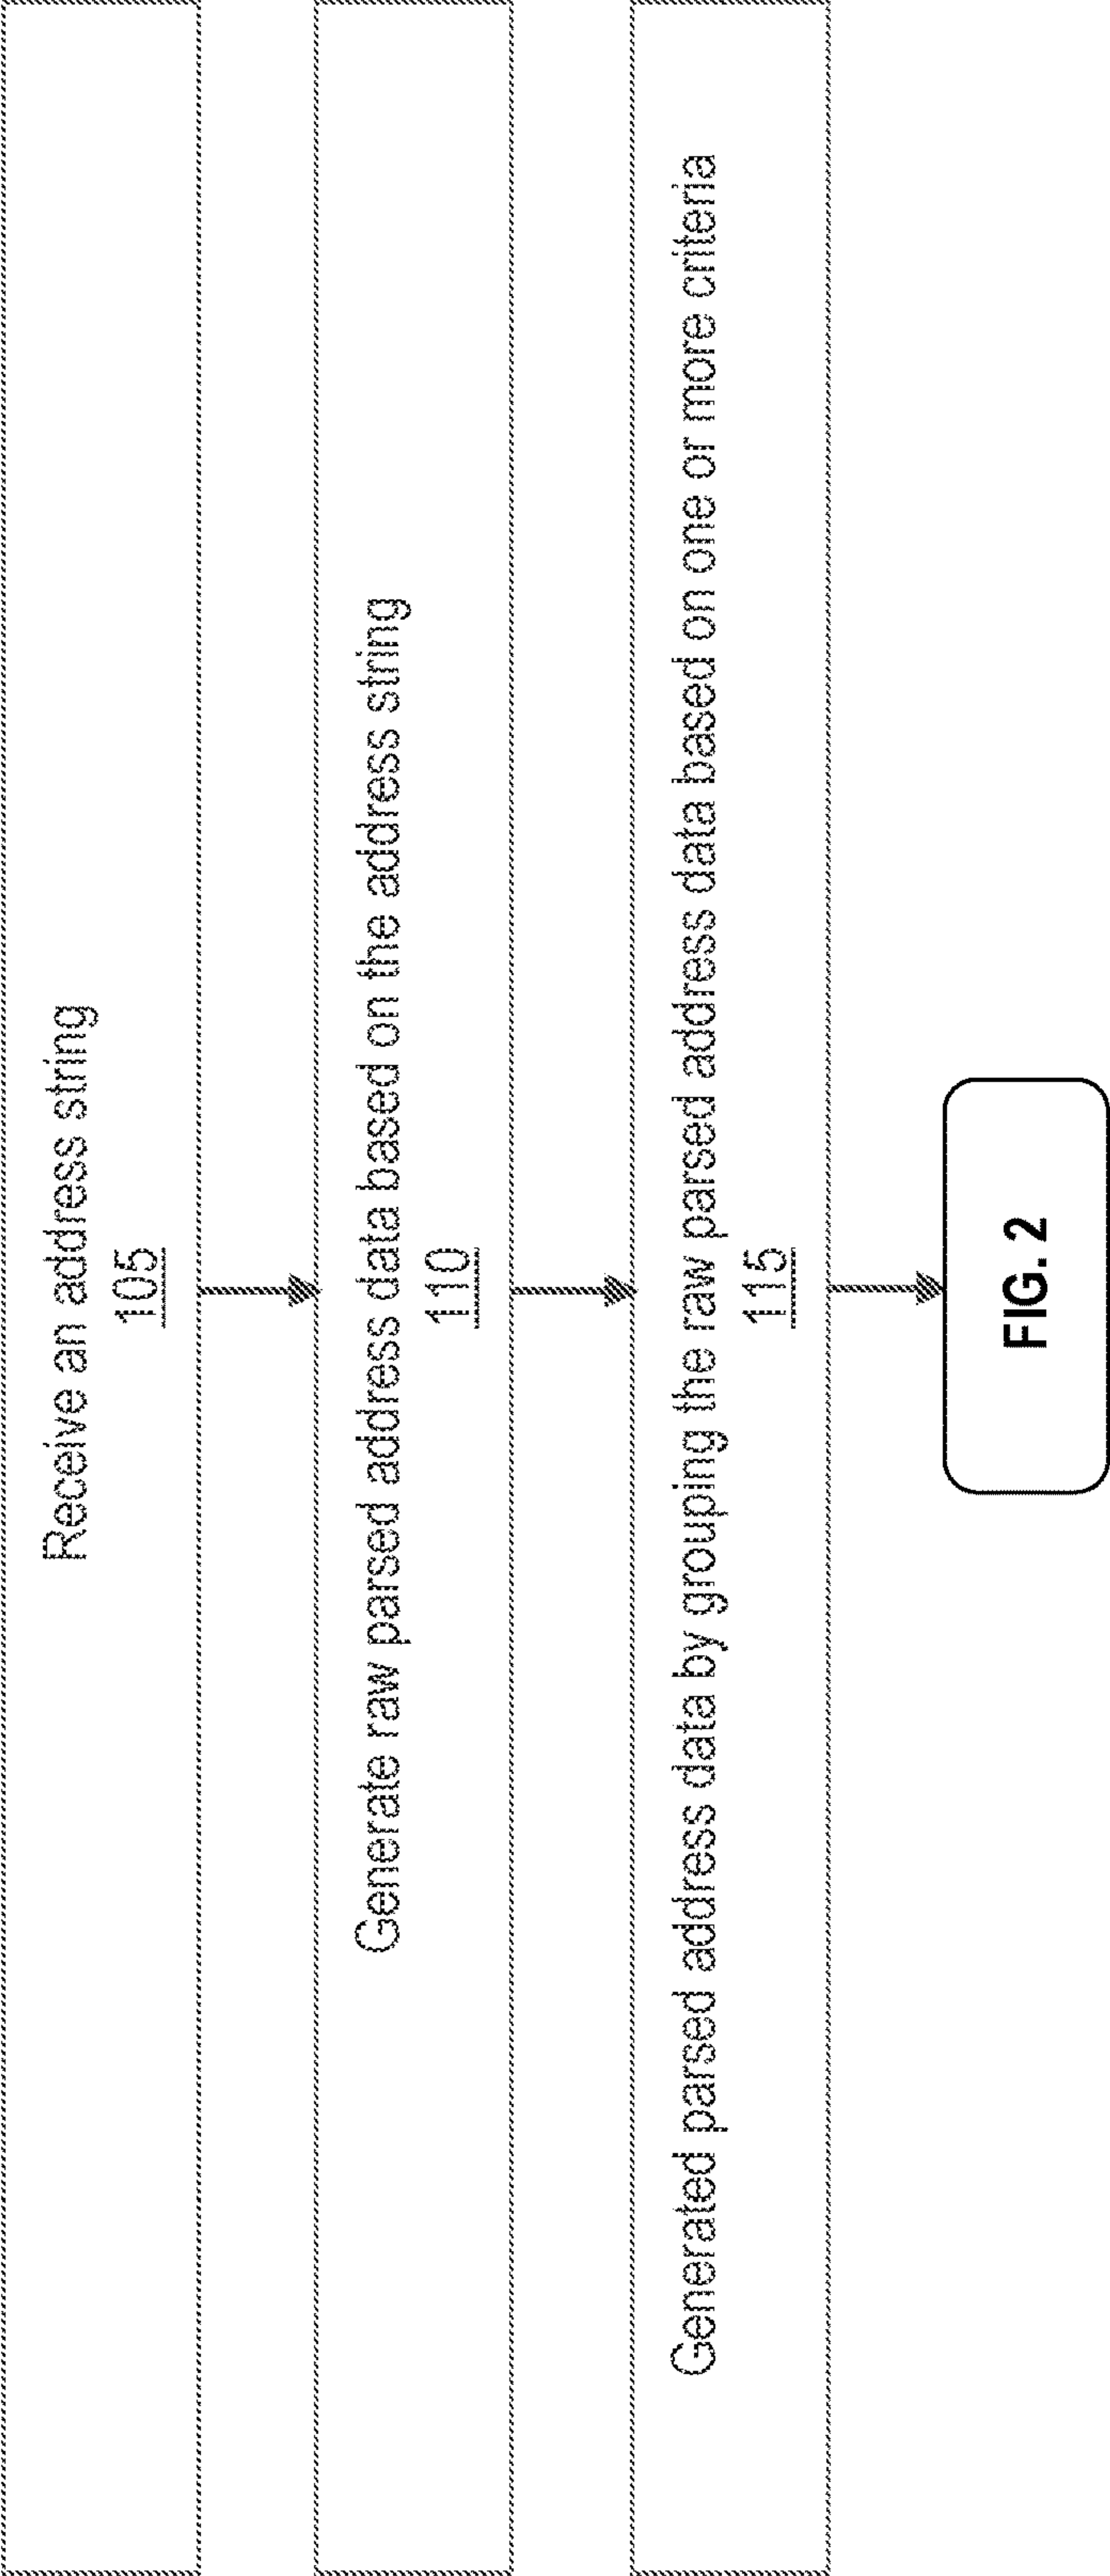 Receive an address string
105
Generate raw parsed address data based on the address string
110
Generated parsed address data by grouping the raw parsed address data based on one or more criteria
115
FIG. 2